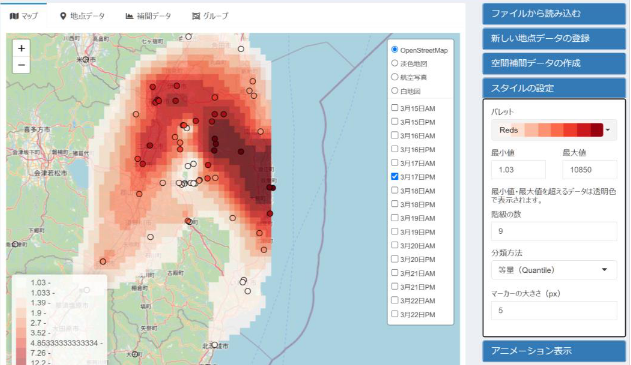 マップ
地点データ
補間データ
グループ
ファイルから読み込む
新しい地点データの登録
空間補間データの作成
スタイルの設定
パレット
Reds
最小値
最大値
1.03
10850
最小値・最大値を超えるデータは透明色で表示されます。
階級の数
9
分類方法
等量（Quantile）
マーカーの大きさ（px）
5
アニメーション表示
+
−
OpenStreetMap
淡色地図
航空写真
白地図
3月15日AM
3月15日PM
3月16日AM
3月16日PM
3月17日AM
3月17日PM
3月18日AM
3月18日PM
3月19日AM
3月19日PM
3月20日AM
3月20日PM
3月21日AM
3月21日PM
3月22日AM
3月22日PM
米沢市
七ヶ宿町
喜多方市
会津若松市
下郷町
古殿町
棚倉町
塙町
矢祭町
北茨城市
大子町
1.03 -
1.033 -
1.39 -
1.9 -
2.7 -
3.52 -
4.85333333333334 -
7.26 -
12.2 -